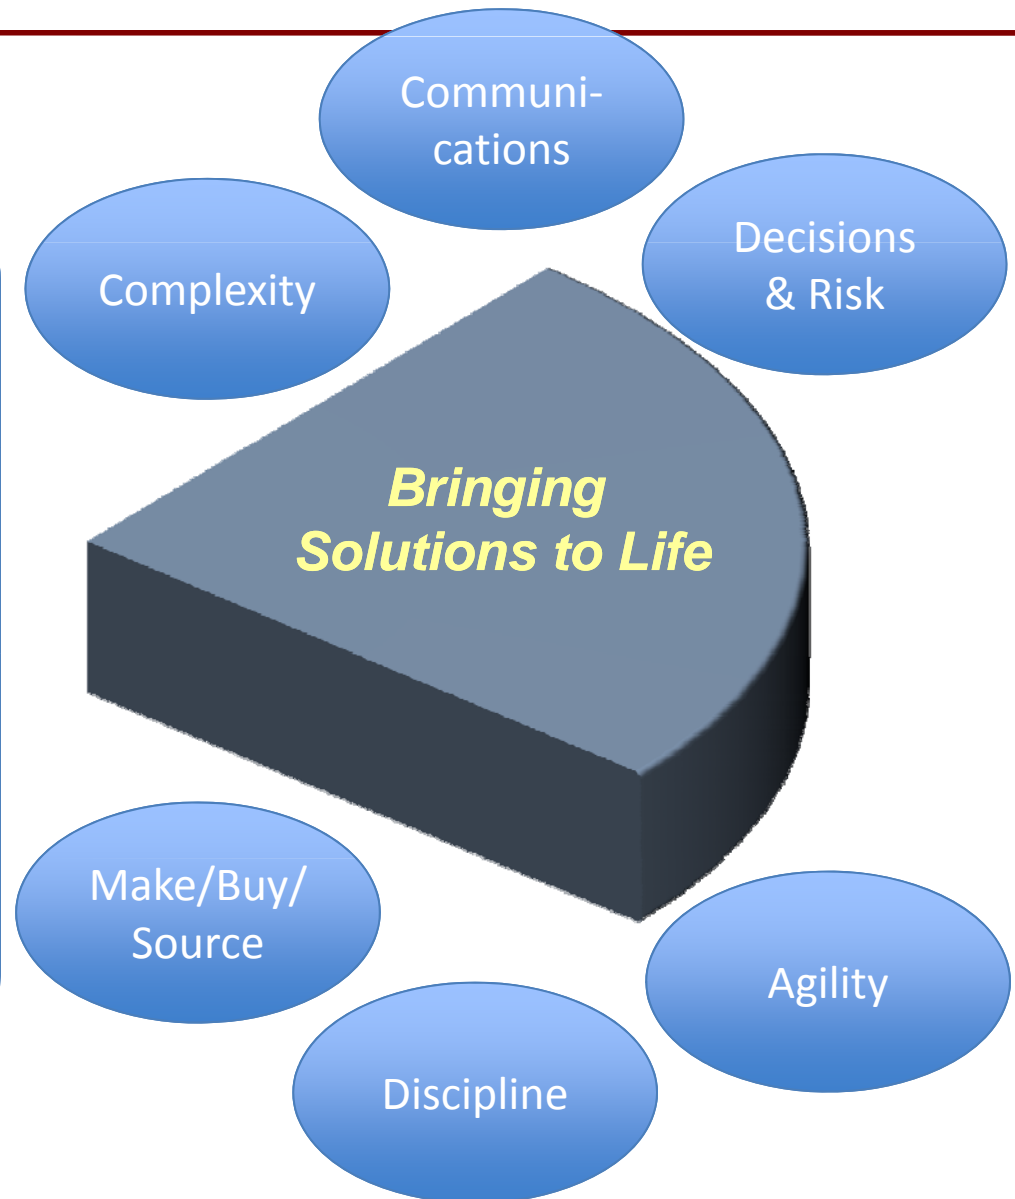 Communi-
cations
Decisions
& Risk
Complexity
Bringing
Solutions to Life
Make/Buy/
Source
Agility
Discipline